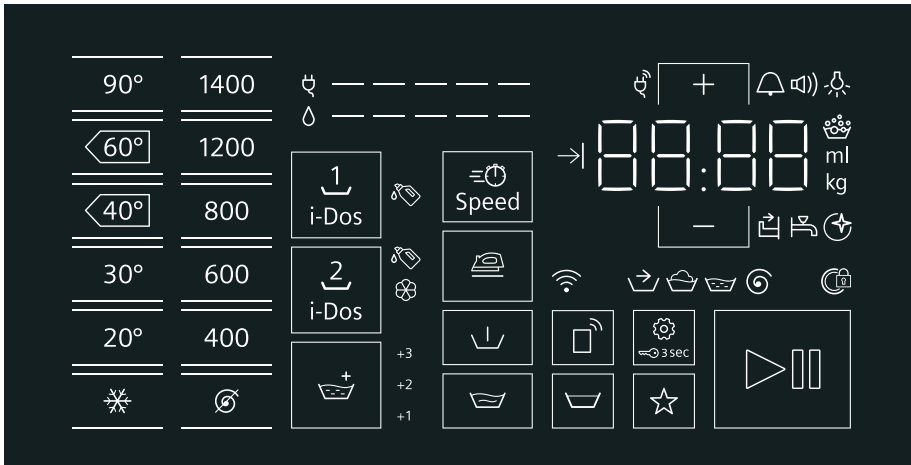 90° 1400
60° 1200
40° 800
30° 600
20° 400
1
i-Dos
2
i-Dos
+3
+2
+1
Speed
+
88:88
ml
kg
−
3 sec